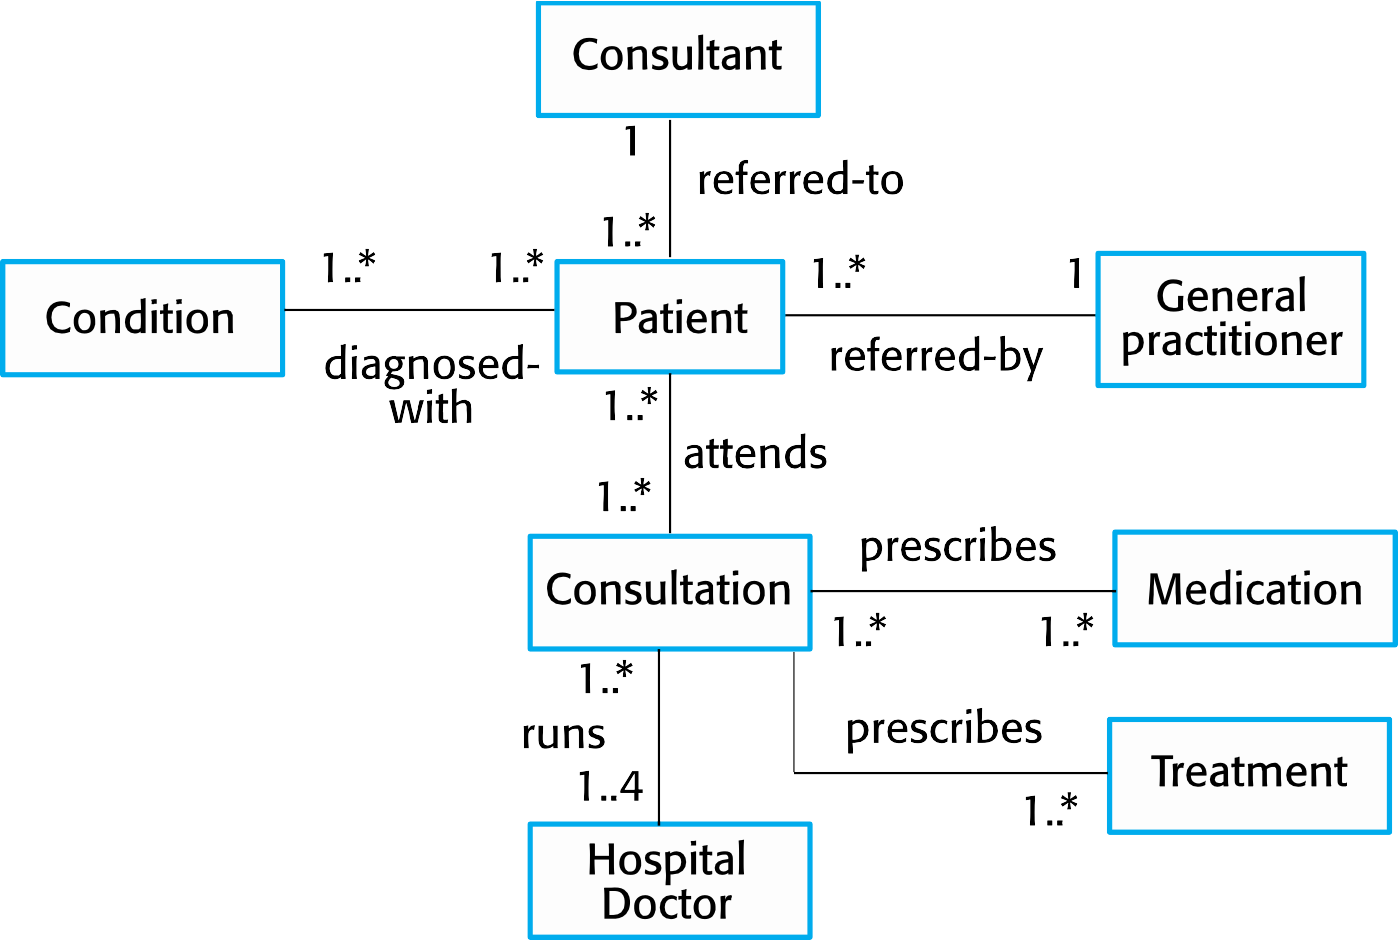 Consultant
1
referred-to
1..*
Condition
1..*
1..*
diagnosed-
with
Patient
1..*
1
referred-by
General
practitioner
1..*
attends
1..*
Consultation
prescribes
1..*
1..*
Medication
1..*
runs
1..4
prescribes
1..*
Treatment
Hospital
Doctor